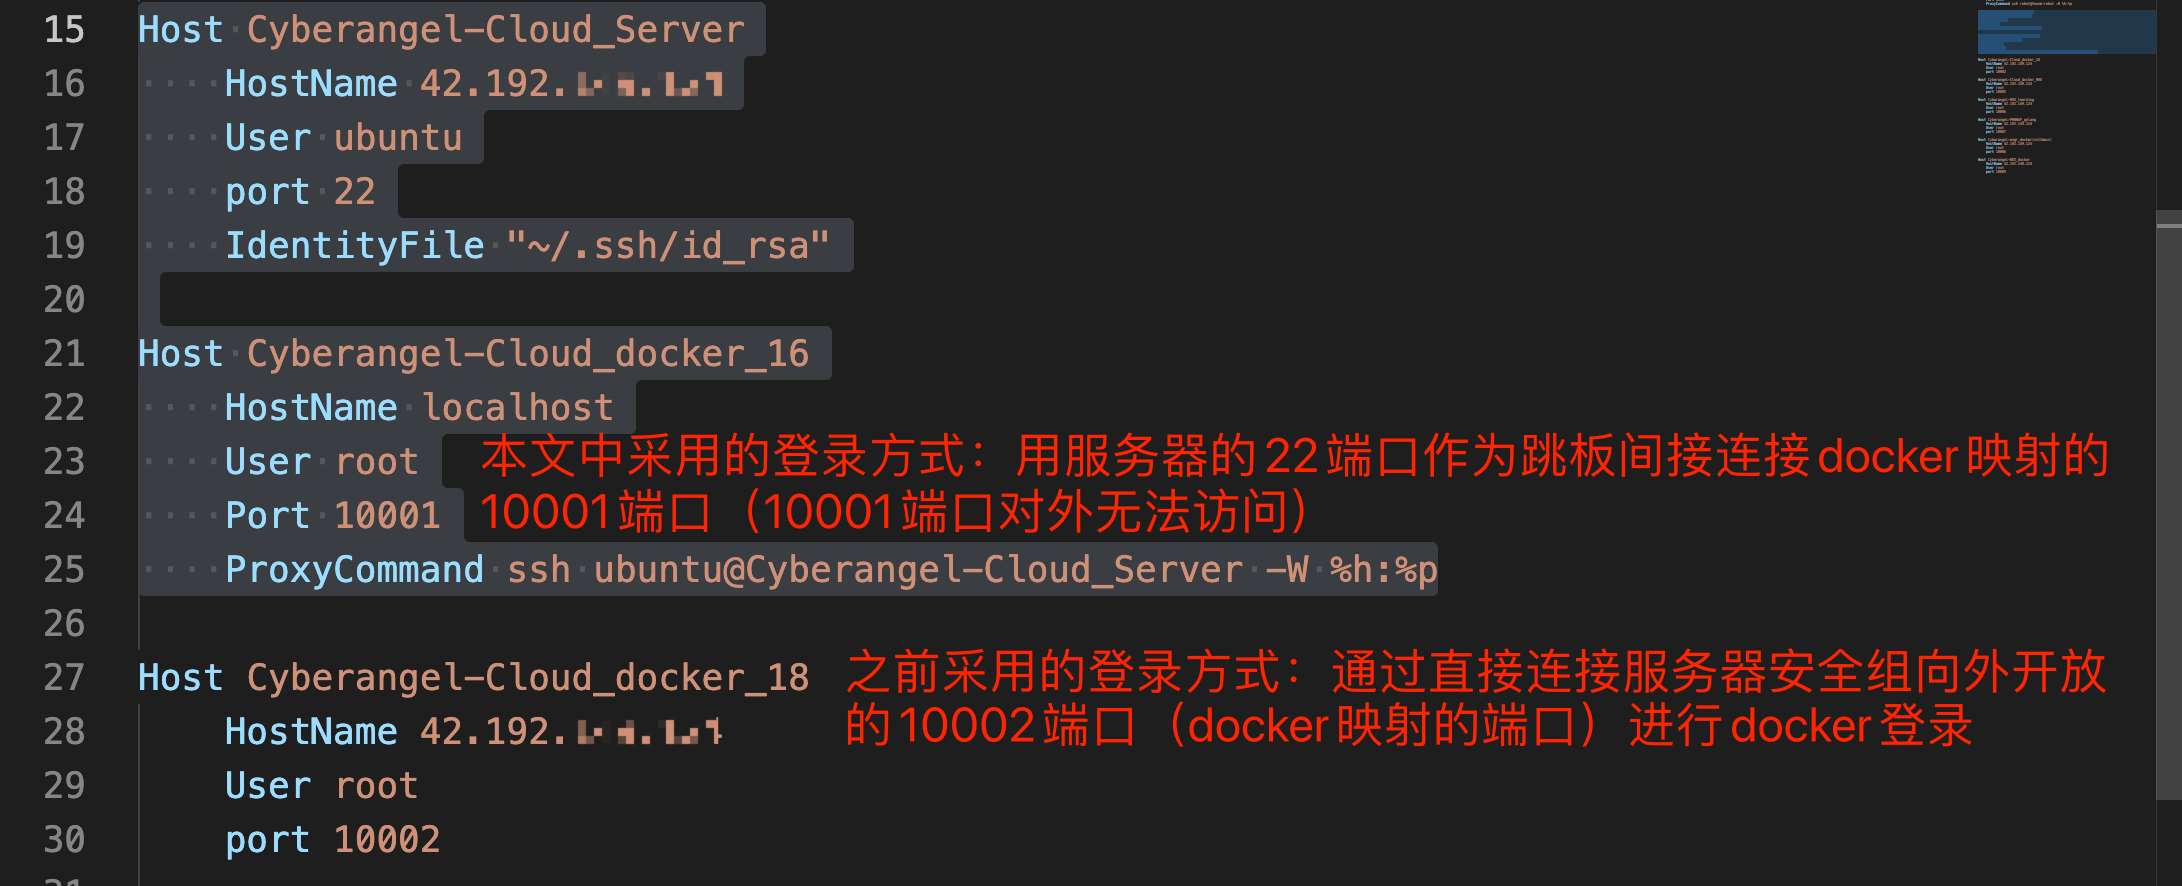 15 Host Cyberangel-Cloud_Server
16 HostName 42.192.
17 User ubuntu
18 port 22
19 IdentityFile "~/.ssh/id_rsa"
20
21 Host Cyberangel-Cloud_docker_16
22 HostName localhost
23 User root 本文中采用的登录方式：用服务器的22端口作为跳板间接连接docker映射的
24 Port 10001 10001端口（10001端口对外无法访问）
25 ProxyCommand ssh ubuntu@Cyberangel-Cloud_Server -W %h:%p
26
27 Host Cyberangel-Cloud_docker_18 之前采用的登录方式：通过直接连接服务器安全组向外开放
28 HostName 42.192. 的10002端口（docker映射的端口）进行docker登录
29 User root
30 port 10002